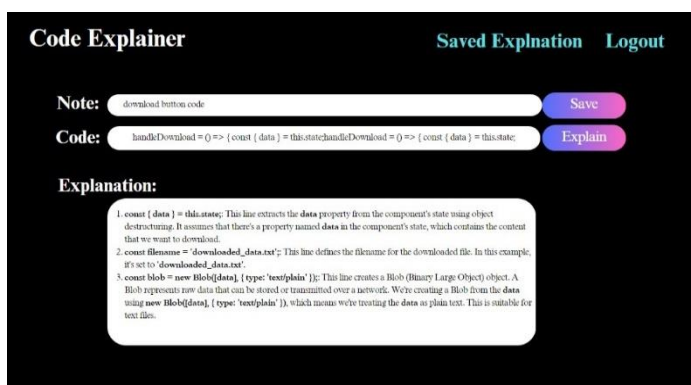 Code Explainer
Saved Explnation Logout
Note: download button code Save
Code: handleDownload = () => { const { data } = this.state;handleDownload = () => { const { data } = this.state; Explain
Explanation:
1. const { data } = this.state;: This line extracts the data property from the component's state using object
destructuring. It assumes that there's a property named data in the component's state, which contains the content
that we want to download.
2. const filename = 'downloaded_data.txt';: This line defines the filename for the downloaded file. In this example,
it's set to 'downloaded_data.txt'.
3. const blob = new Blob([data], { type: 'text/plain' });: This line creates a Blob (Binary Large Object) object. A
Blob represents raw data that can be stored or transmitted over a network. We're creating a Blob from the data
using new Blob([data], { type: 'text/plain' }), which means we're treating the data as plain text. This is suitable for
text files.